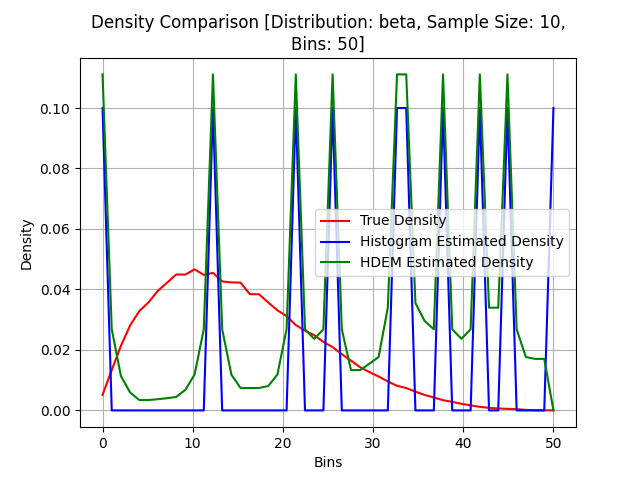 Density Comparison [Distribution: beta, Sample Size: 10,
Bins: 50]
Density
0.10
0.08
0.06
0.04
0.02
0.00
True Density
Histogram Estimated Density
HDEM Estimated Density
0 10 20 30 40 50
Bins